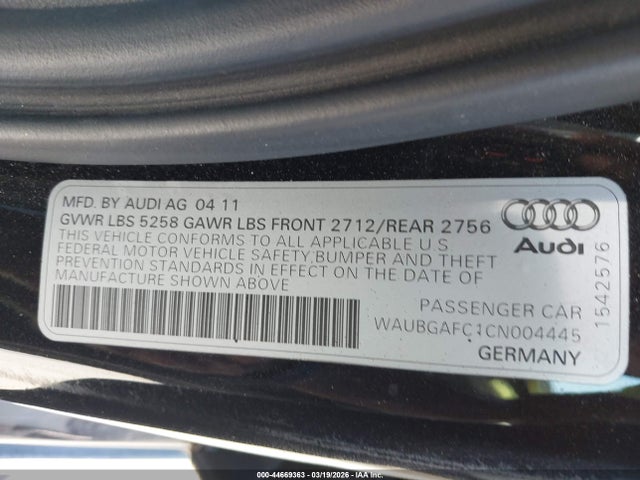 MFD. BY AUDI AG 04 11
GVWR LBS 5258 GAWR LBS FRONT 2712/REAR 2756
THIS VEHICLE CONFORMS TO ALL APPLICABLE U S
FEDERAL MOTOR VEHICLE SAFETY,BUMPER AND THEFT
PREVENTION STANDARDS IN EFFECT ON THE DATE OF
MANUFACTURE SHOWN ABOVE
Audi
PASSENGER CAR
WAUBGAFC1CN004445
GERMANY
1542576
000-44669363 - 03/19/2026 - IAA Inc.